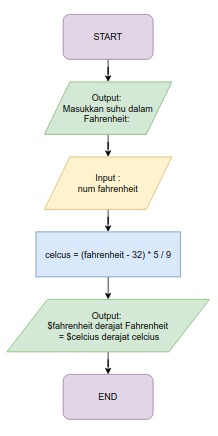 START
Output:
Masukkan suhu dalam
Fahrenheit:
Input :
num fahrenheit
celcus = (fahrenheit - 32) * 5 / 9
Output:
$fahrenheit derajat Fahrenheit
= $celcius derajat celcius
END